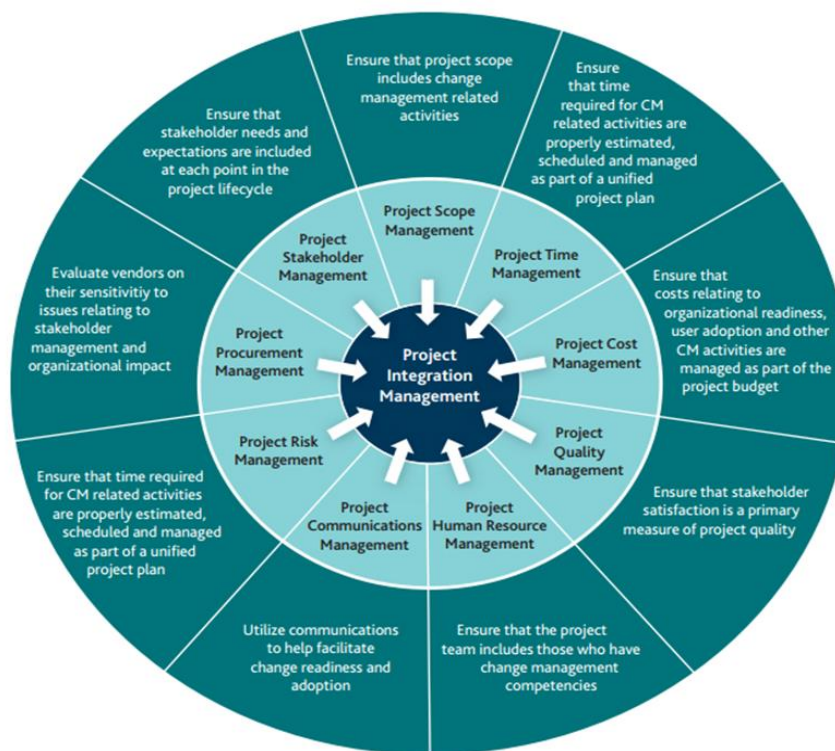 Ensure that project scope
includes change
management related
activities
Ensure
that time
required for CM
related activities are
properly estimated,
scheduled and managed
as part of a unified
project plan
Ensure that
costs relating to
organizational readiness,
user adoption and other
CM activities are
managed as part of the
project budget
Ensure that stakeholder
satisfaction is a primary
measure of project quality
Ensure that the project
team includes those who have
change management
competencies
Utilize communications
to help facilitate
change readiness and
adoption
Ensure that time required
for CM related activities
are properly estimated,
scheduled and managed
as part of a unified
project plan
Evaluate vendors on
their sensitivitiy to
issues relating to
stakeholder
management and
organizational impact
Ensure that
stakeholder needs and
expectations are included
at each point in the
project lifecycle
Project Scope
Management
Project Time
Management
Project Cost
Management
Project
Quality
Management
Project
Human Resource
Management
Project
Communications
Management
Project Risk
Management
Project
Procurement
Management
Project
Stakeholder
Management
Project
Integration
Management